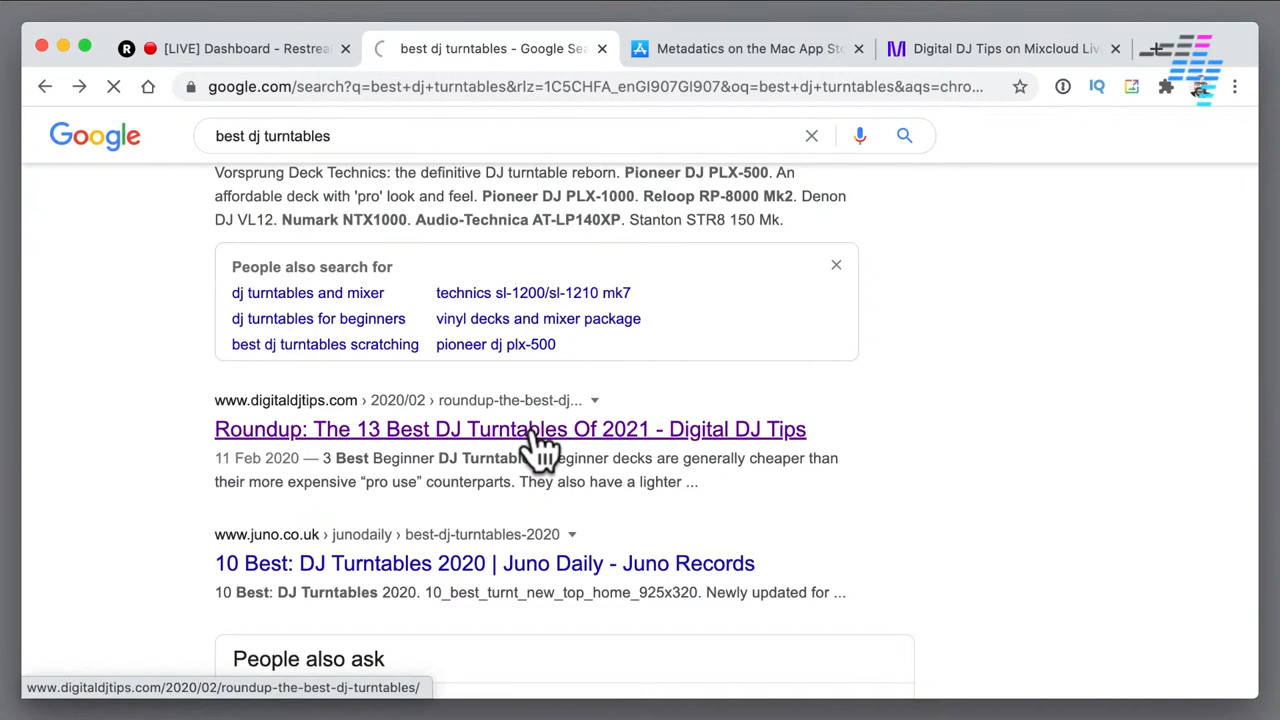 [LIVE] Dashboard - Restrea
best dj turntables - Google Sea
Metadatics on the Mac App Sto
Digital DJ Tips on Mixcloud Live
google.com/search?q=best+dj+turntables&rlz=1C5CHFA_enGI907GI907&oq=best+dj+turntables&aqs=chro...
IQ
Google
best dj turntables
Vorsprung Deck Technics: the definitive DJ turntable reborn. Pioneer DJ PLX-500. An
affordable deck with 'pro' look and feel. Pioneer DJ PLX-1000. Reloop RP-8000 Mk2. Denon
DJ VL12. Numark NTX1000. Audio-Technica AT-LP140XP. Stanton STR8 150 Mk.
People also search for
dj turntables and mixer
technics sl-1200/sl-1210 mk7
dj turntables for beginners
vinyl decks and mixer package
best dj turntables scratching
pioneer dj plx-500
www.digitaldjtips.com › 2020/02 › roundup-the-best-dj...
Roundup: The 13 Best DJ Turntables Of 2021 - Digital DJ Tips
11 Feb 2020 — 3 Best Beginner DJ Turntabl eginner decks are generally cheaper than
their more expensive “pro use” counterparts. They also have a lighter ...
www.juno.co.uk › junodaily › best-dj-turntables-2020
10 Best: DJ Turntables 2020 | Juno Daily - Juno Records
10 Best: DJ Turntables 2020. 10_best_turnt_new_top_home_925x320. Newly updated for ...
People also ask
www.digitaldjtips.com/2020/02/roundup-the-best-dj-turntables/